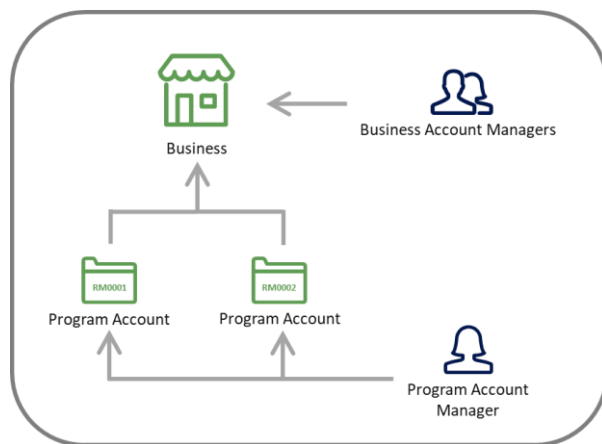 Business
Business Account Managers
RM0001
RM0002
Program Account
Program Account
Program Account
Manager